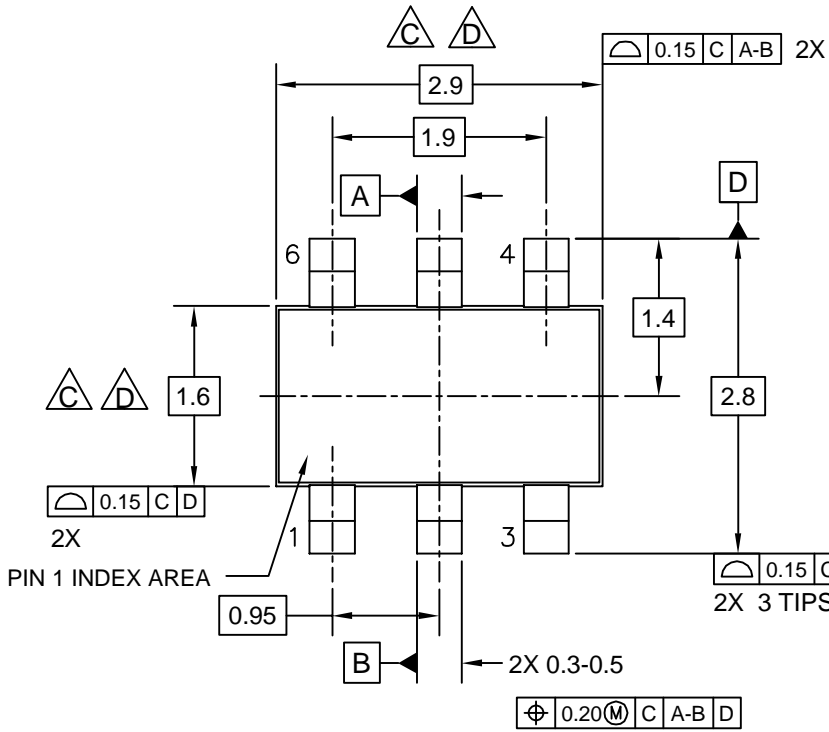 C D
⌓ 0.15 C A-B 2X
2.9
1.9
A
D
6
4
1.4
C D
1.6
2.8
⌓ 0.15 C D
2X
1
3
PIN 1 INDEX AREA
⌓ 0.15
2X 3 TIPS
0.95
B
2X 0.3-0.5
⌖ 0.20Ⓜ C A-B D